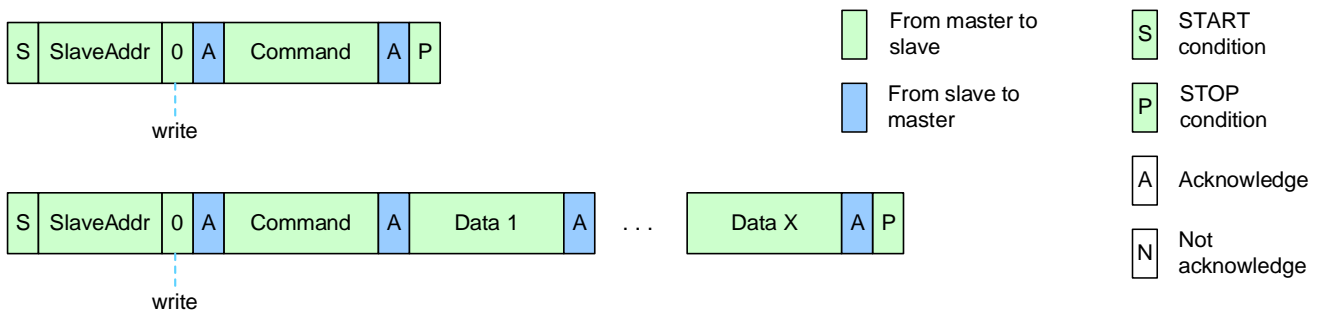 S SlaveAddr 0 A Command A P
write
S SlaveAddr 0 A Command A Data 1 A . . . Data X A P
write
From master to
slave
From slave to
master
S START
condition
P STOP
condition
A Acknowledge
N Not
acknowledge